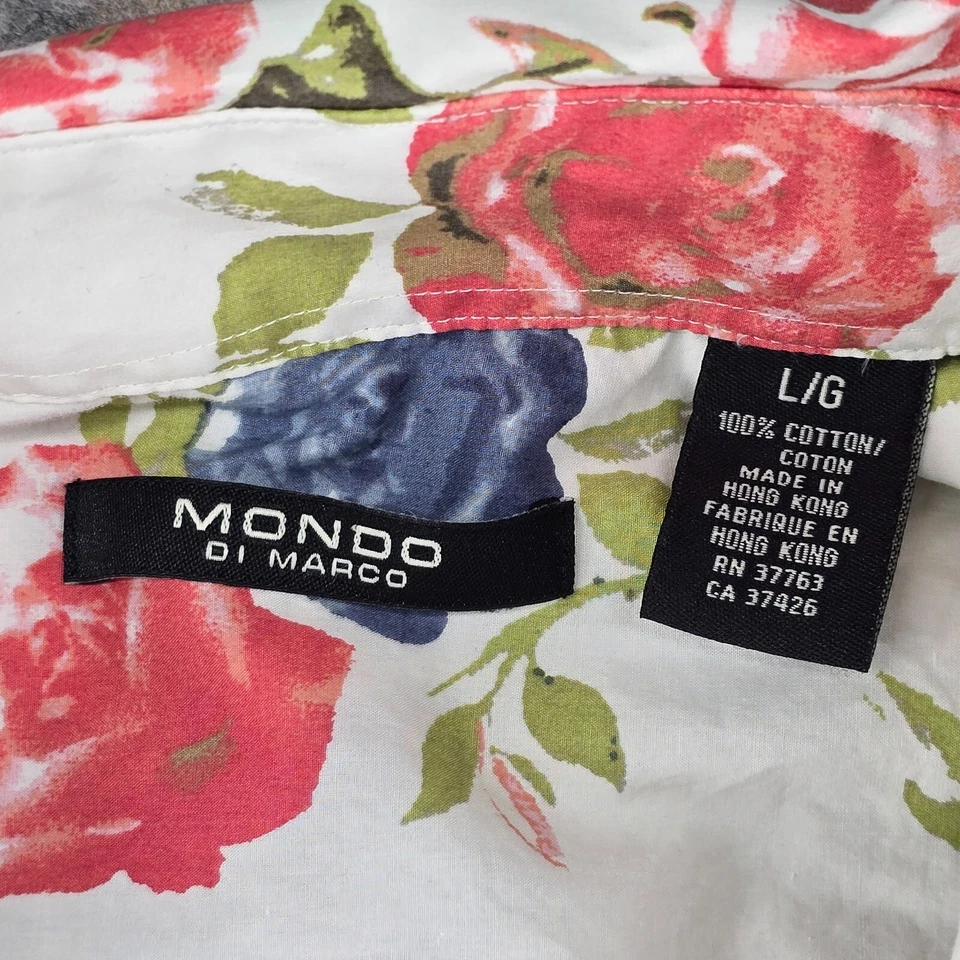 MONDO
DI MARCO
L/G
100% COTTON/
COTON
MADE IN
HONG KONG
FABRIQUE EN
HONG KONG
RN 37763
CA 37426